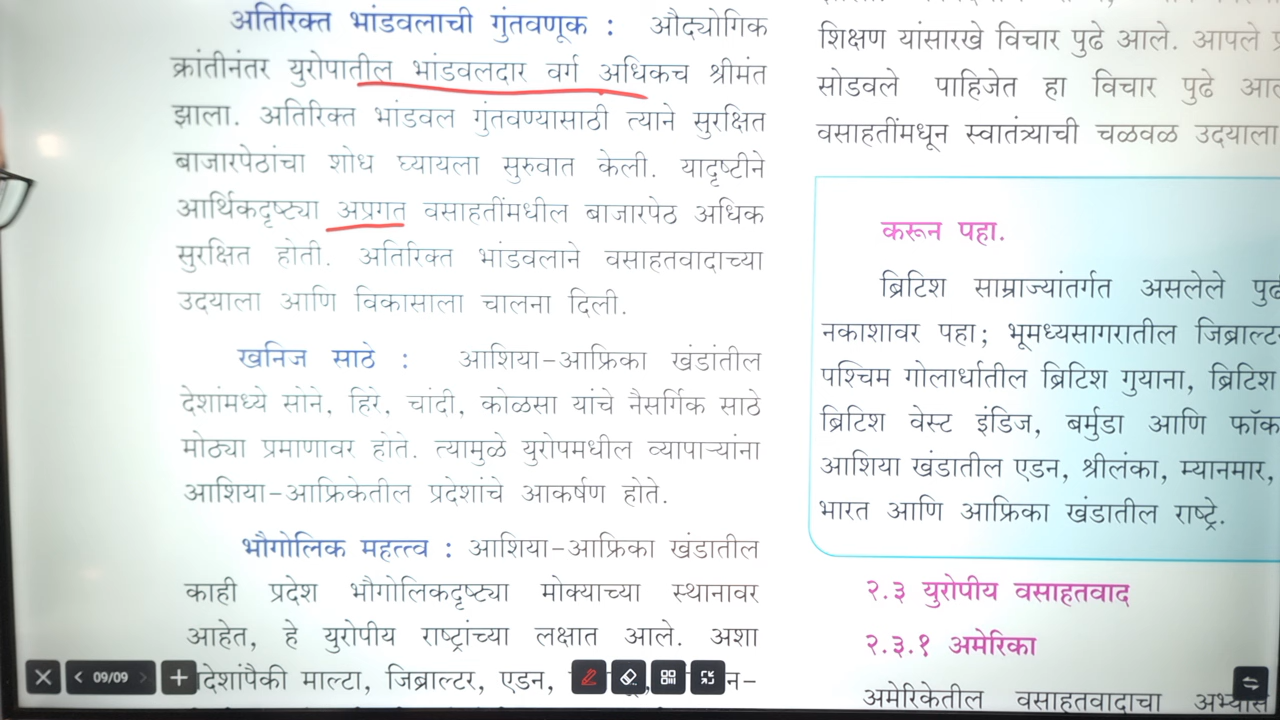 अतिरिक्त भांडवलाची गुंतवणूक : औद्योगिक
क्रांतीनंतर युरोपातील भांडवलदार वर्ग अधिकच श्रीमंत
झाला. अतिरिक्त भांडवल गुंतवण्यासाठी त्याने सुरक्षित
बाजारपेठांचा शोध घ्यायला सुरुवात केली. यादृष्टीने
आर्थिकदृष्ट्या अप्रगत वसाहतींमधील बाजारपेठ अधिक
सुरक्षित होती. अतिरिक्त भांडवलाने वसाहतवादाच्या
उदयाला आणि विकासाला चालना दिली.
खनिज साठे : आशिया-आफ्रिका खंडांतील
देशांमध्ये सोने, हिरे, चांदी, कोळसा यांचे नैसर्गिक साठे
मोठ्या प्रमाणावर होते. त्यामुळे युरोपमधील व्यापाऱ्यांना
आशिया-आफ्रिकेतील प्रदेशांचे आकर्षण होते.
भौगोलिक महत्त्व : आशिया-आफ्रिका खंडातील
काही प्रदेश भौगोलिकदृष्ट्या मोक्याच्या स्थानावर
आहेत, हे युरोपीय राष्ट्रांच्या लक्षात आले. अशा
देशांपैकी माल्टा, जिब्राल्टर, एडन,
09/09
शिक्षण यांसारखे विचार पुढे आले. आपले
सोडवले पाहिजेत हा विचार पुढे
वसाहतींमधून स्वातंत्र्याची चळवळ उदयाला
करून पहा.
ब्रिटिश साम्राज्यांतर्गत असलेले
नकाशावर पहा; भूमध्यसागरातील
पश्चिम गोलार्धातील ब्रिटिश गुयाना, ब्रिटिश
ब्रिटिश वेस्ट इंडिज, बर्मुडा आणि
आशिया खंडातील एडन, श्रीलंका, म्यानमार,
भारत आणि आफ्रिका खंडातील राष्ट्रे.
२.३ युरोपीय वसाहतवाद
२.३.१ अमेरिका
अमेरिकेतील वसाहतवादाचा